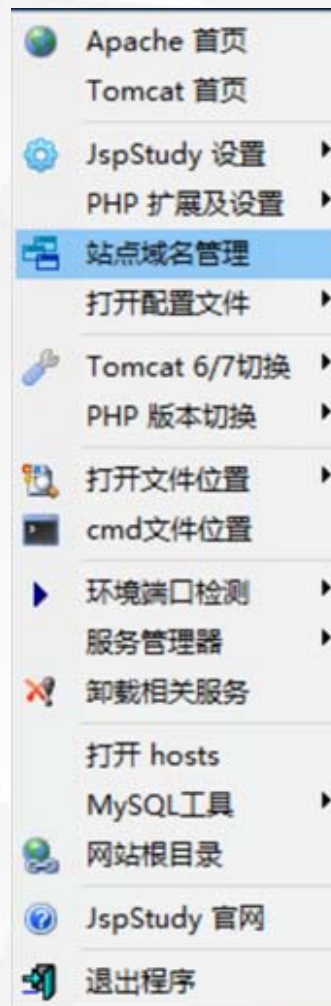 Apache 首页
Tomcat 首页
JspStudy 设置
PHP 扩展及设置
站点域名管理
打开配置文件
Tomcat 6/7切换
PHP 版本切换
打开文件位置
cmd文件位置
环境端口检测
服务管理器
卸载相关服务
打开 hosts
MySQL工具
网站根目录
JspStudy 官网
退出程序